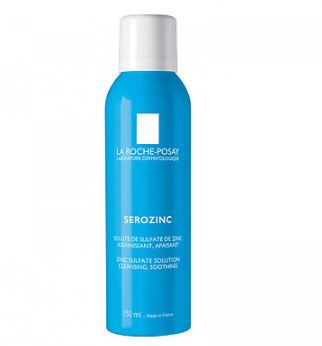 LA ROCHE-POSAY
LABORATOIRE DERMATOLOGIQUE
SEROZINC
SOLUTÉ DE SULFATE DE ZINC
ASSAINISSANT, APAISANT
ZINC SULFATE SOLUTION
CLEANSING, SOOTHING
150 ml. Made in France